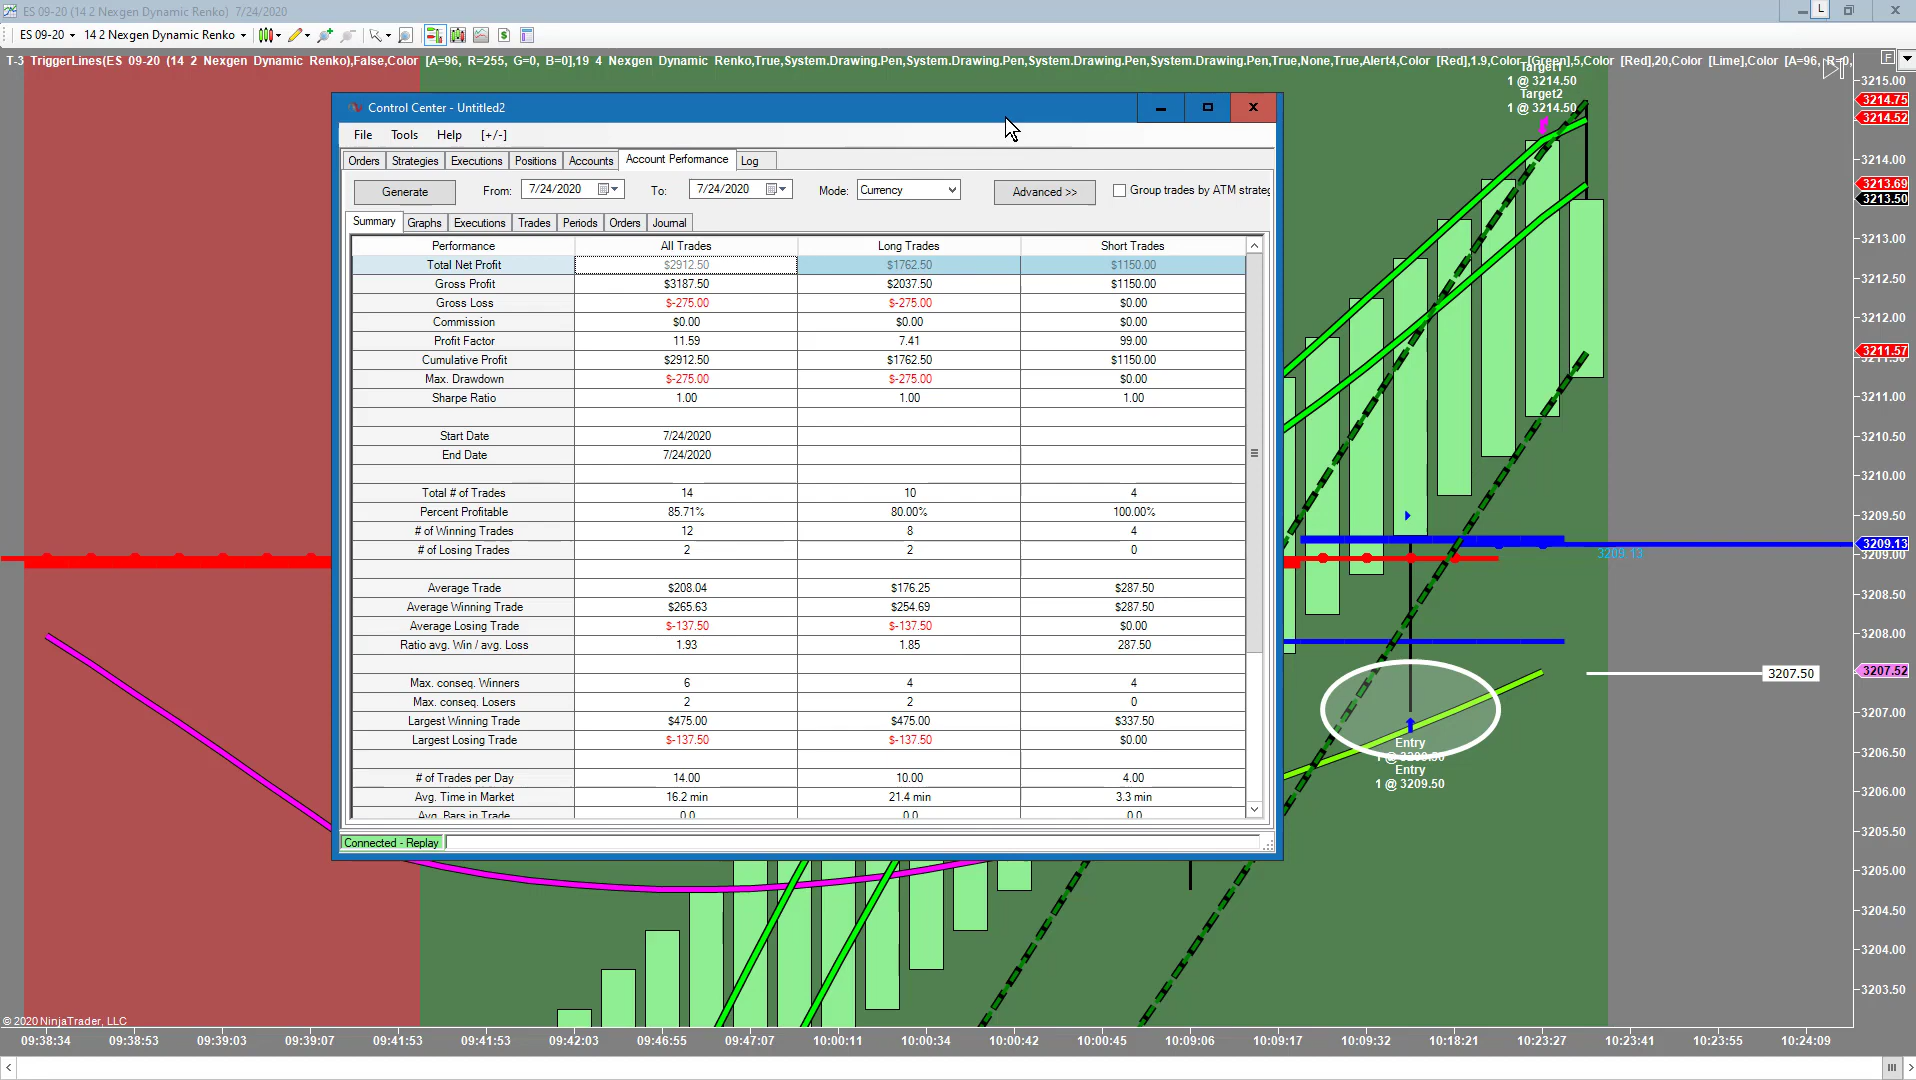 ES 09-20 (14 2 Nexgen Dynamic Renko) 7/24/2020
L
ES 09-20 14 2 Nexgen Dynamic Renko
T-3 TriggerLines(ES 09-20 (14 2 Nexgen Dynamic Renko),False,Color [A=96, R=255, G=0, B=0],19 4 Nexgen Dynamic Renko,True,System.Drawing.Pen,System.Drawing.Pen,System.Drawing.Pen,System.Drawing.Pen,True,None,True,Alert4,Color [Red],1.9,Color [Green],5,Color [Red],20,Color [Lime],Color [A=96, R=0,
F
Target1
1 @ 3214.50
Target2
1 @ 3214.50
Control Center - Untitled2
File Tools Help [+/-]
Orders Strategies Executions Positions Accounts Account Performance Log
Generate From: 7/24/2020 To: 7/24/2020 Mode: Currency Advanced >> Group trades by ATM strateg
Summary Graphs Executions Trades Periods Orders Journal
Performance All Trades Long Trades Short Trades
Total Net Profit $2912.50 $1762.50 $1150.00
Gross Profit $3187.50 $2037.50 $1150.00
Gross Loss $-275.00 $-275.00 $0.00
Commission $0.00 $0.00 $0.00
Profit Factor 11.59 7.41 99.00
Cumulative Profit $2912.50 $1762.50 $1150.00
Max. Drawdown $-275.00 $-275.00 $0.00
Sharpe Ratio 1.00 1.00 1.00
Start Date 7/24/2020
End Date 7/24/2020
Total # of Trades 14 10 4
Percent Profitable 85.71% 80.00% 100.00%
# of Winning Trades 12 8 4
# of Losing Trades 2 2 0
Average Trade $208.04 $176.25 $287.50
Average Winning Trade $265.63 $254.69 $287.50
Average Losing Trade $-137.50 $-137.50 $0.00
Ratio avg. Win / avg. Loss 1.93 1.85 287.50
Max. conseq. Winners 6 4 4
Max. conseq. Losers 2 2 0
Largest Winning Trade $475.00 $475.00 $337.50
Largest Losing Trade $-137.50 $-137.50 $0.00
# of Trades per Day 14.00 10.00 4.00
Avg. Time in Market 16.2 min 21.4 min 3.3 min
Avg. Bars in Trade 0.0 0.0 0.0
Connected - Replay
3209.13
3207.50
Entry
1 @ 3209.50
Entry
1 @ 3209.50
3215.00
3214.75
3214.52
3214.00
3213.69
3213.50
3213.00
3212.50
3212.00
3211.57
3211.50
3211.00
3210.50
3210.00
3209.50
3209.13
3209.00
3208.50
3208.00
3207.52
3207.00
3206.50
3206.00
3205.50
3205.00
3204.50
3204.00
3203.50
© 2020 NinjaTrader, LLC
09:38:34 09:38:53 09:39:03 09:39:07 09:41:53 09:41:53 09:42:03 09:46:55 09:47:07 10:00:11 10:00:34 10:00:42 10:00:45 10:09:06 10:09:17 10:09:32 10:18:21 10:23:27 10:23:41 10:23:55 10:24:09